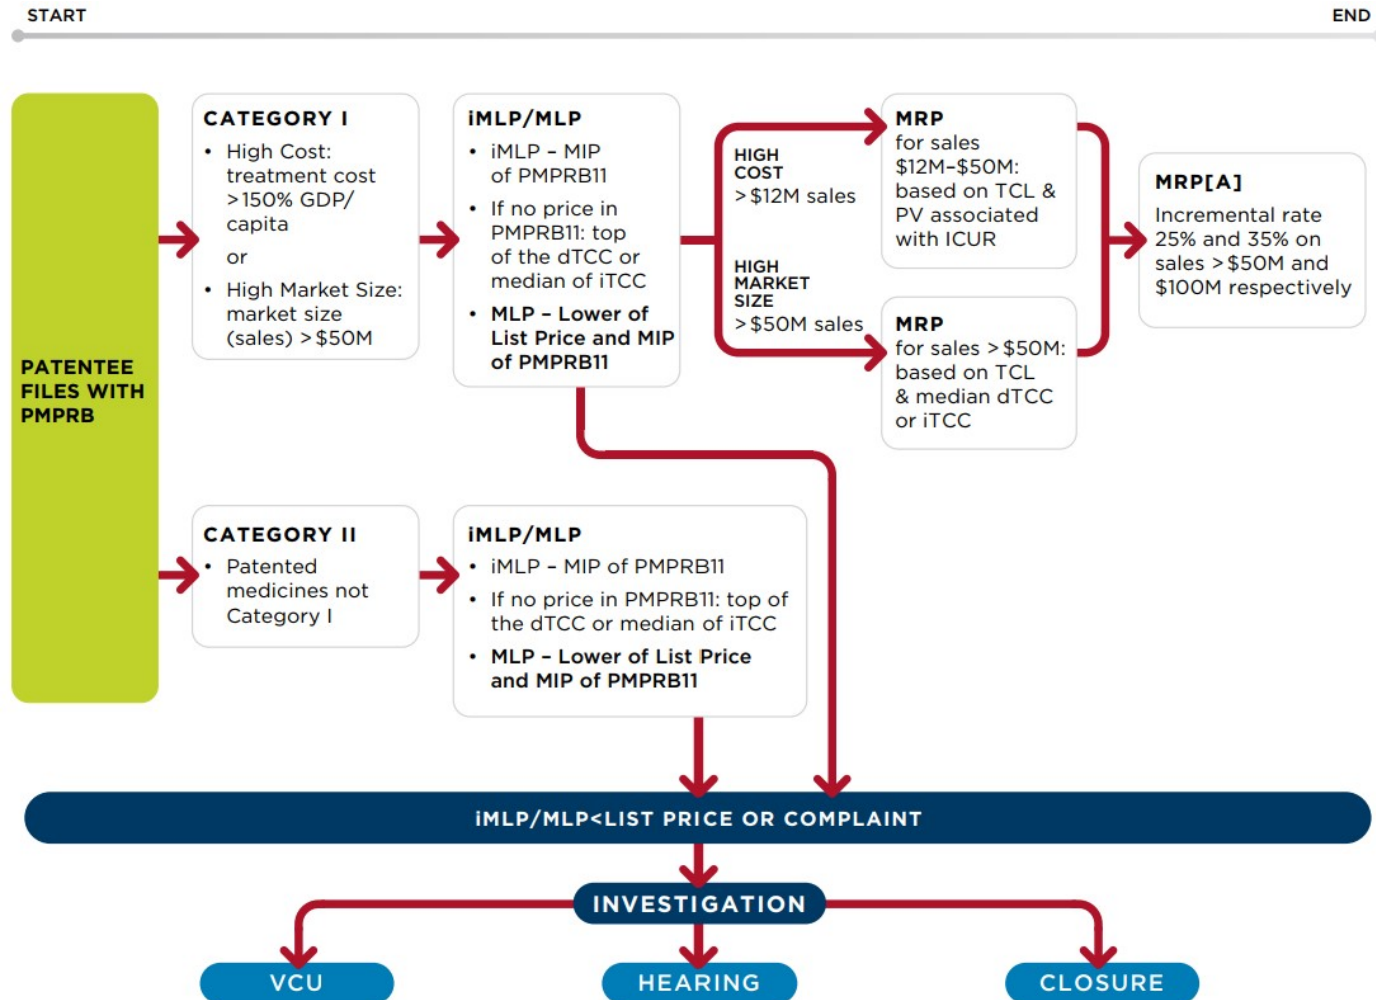 START
END
PATENTEE
FILES WITH
PMPRB
CATEGORY I
• High Cost:
treatment cost
>150% GDP/
capita
or
• High Market Size:
market size
(sales) > $50M
iMLP/MLP
• iMLP – MIP
of PMPRB11
• If no price in
PMPRB11: top
of the dTCC or
median of iTCC
• MLP – Lower of
List Price and MIP
of PMPRB11
HIGH
COST
> $12M sales
HIGH
MARKET
SIZE
> $50M sales
MRP
for sales
$12M–$50M:
based on TCL &
PV associated
with ICUR
MRP
for sales > $50M:
based on TCL
& median dTCC
or iTCC
MRP[A]
Incremental rate
25% and 35% on
sales > $50M and
$100M respectively
CATEGORY II
• Patented
medicines not
Category I
iMLP/MLP
• iMLP – MIP of PMPRB11
• If no price in PMPRB11: top of
the dTCC or median of iTCC
• MLP – Lower of List Price
and MIP of PMPRB11
iMLP/MLP<LIST PRICE OR COMPLAINT
INVESTIGATION
VCU
HEARING
CLOSURE